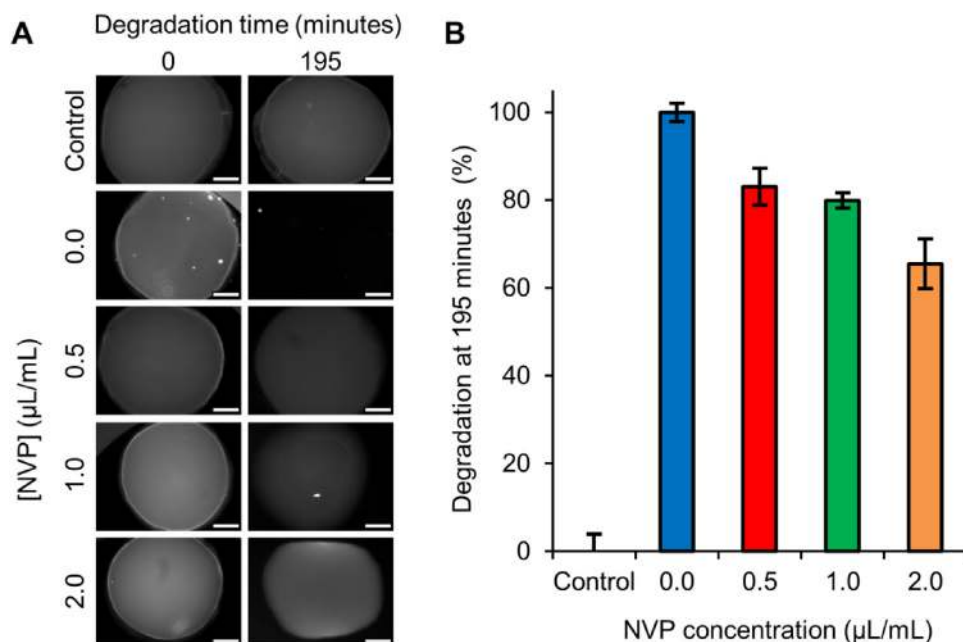 A
Degradation time (minutes)
0 195
Control
0.0
0.5
1.0
2.0
[NVP] (µL/mL)
B
Degradation at 195 minutes (%)
100
80
60
40
20
0
Control 0.0 0.5 1.0 2.0
NVP concentration (µL/mL)